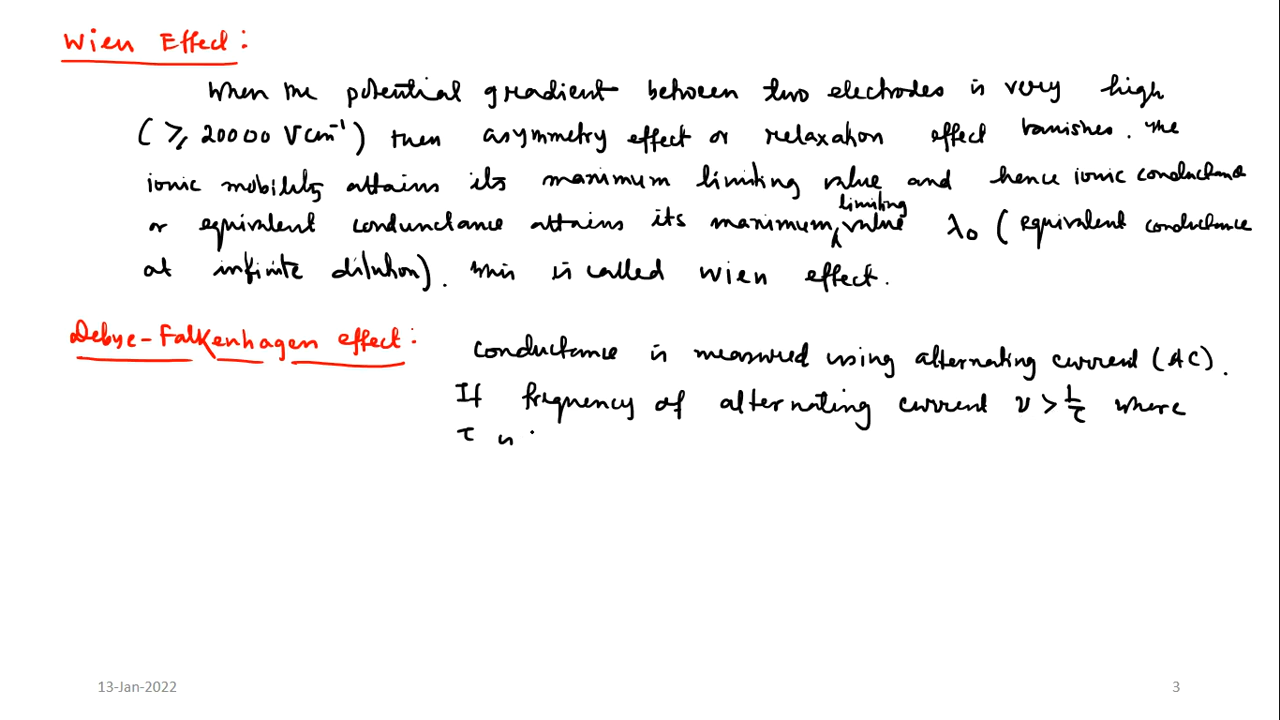 Wien Effect:
When the potential gradient between two electrodes is very high
(⩾ 20000 V cm⁻¹) then asymmetry effect or relaxation effect vanishes. The
ionic mobility attains its maximum limiting value and hence ionic conductance
or equivalent condunctance attains its maximum limiting value λ₀ (equivalent conductance
at infinite dilution). This is called Wien effect.
Debye-Falkenhagen effect:
Conductance is measured using alternating current (AC).
If frequency of alternating current ν > 1/τ where
τ is
13-Jan-2022
3